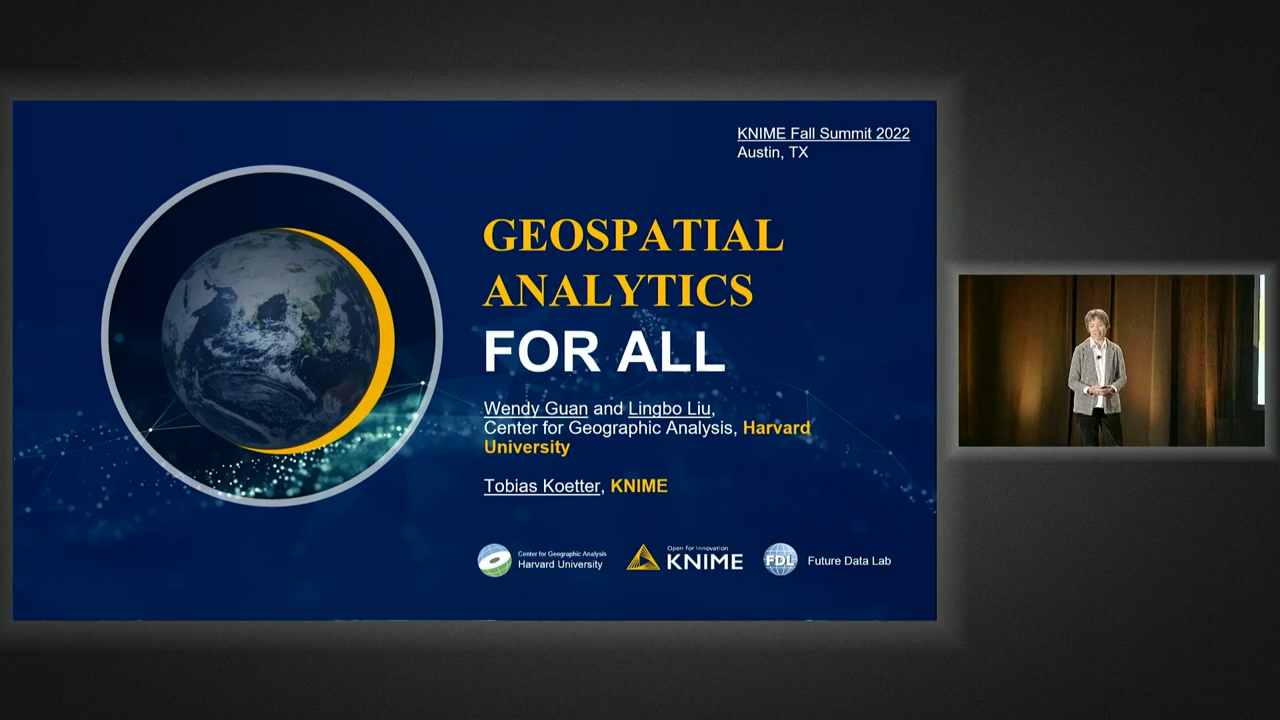 KNIME Fall Summit 2022
Austin, TX
GEOSPATIAL
ANALYTICS
FOR ALL
Wendy Guan and Lingbo Liu,
Center for Geographic Analysis, Harvard
University
Tobias Koetter, KNIME
Center for Geographic Analysis
Harvard University
Open for Innovation
KNIME
FDL
Future Data Lab